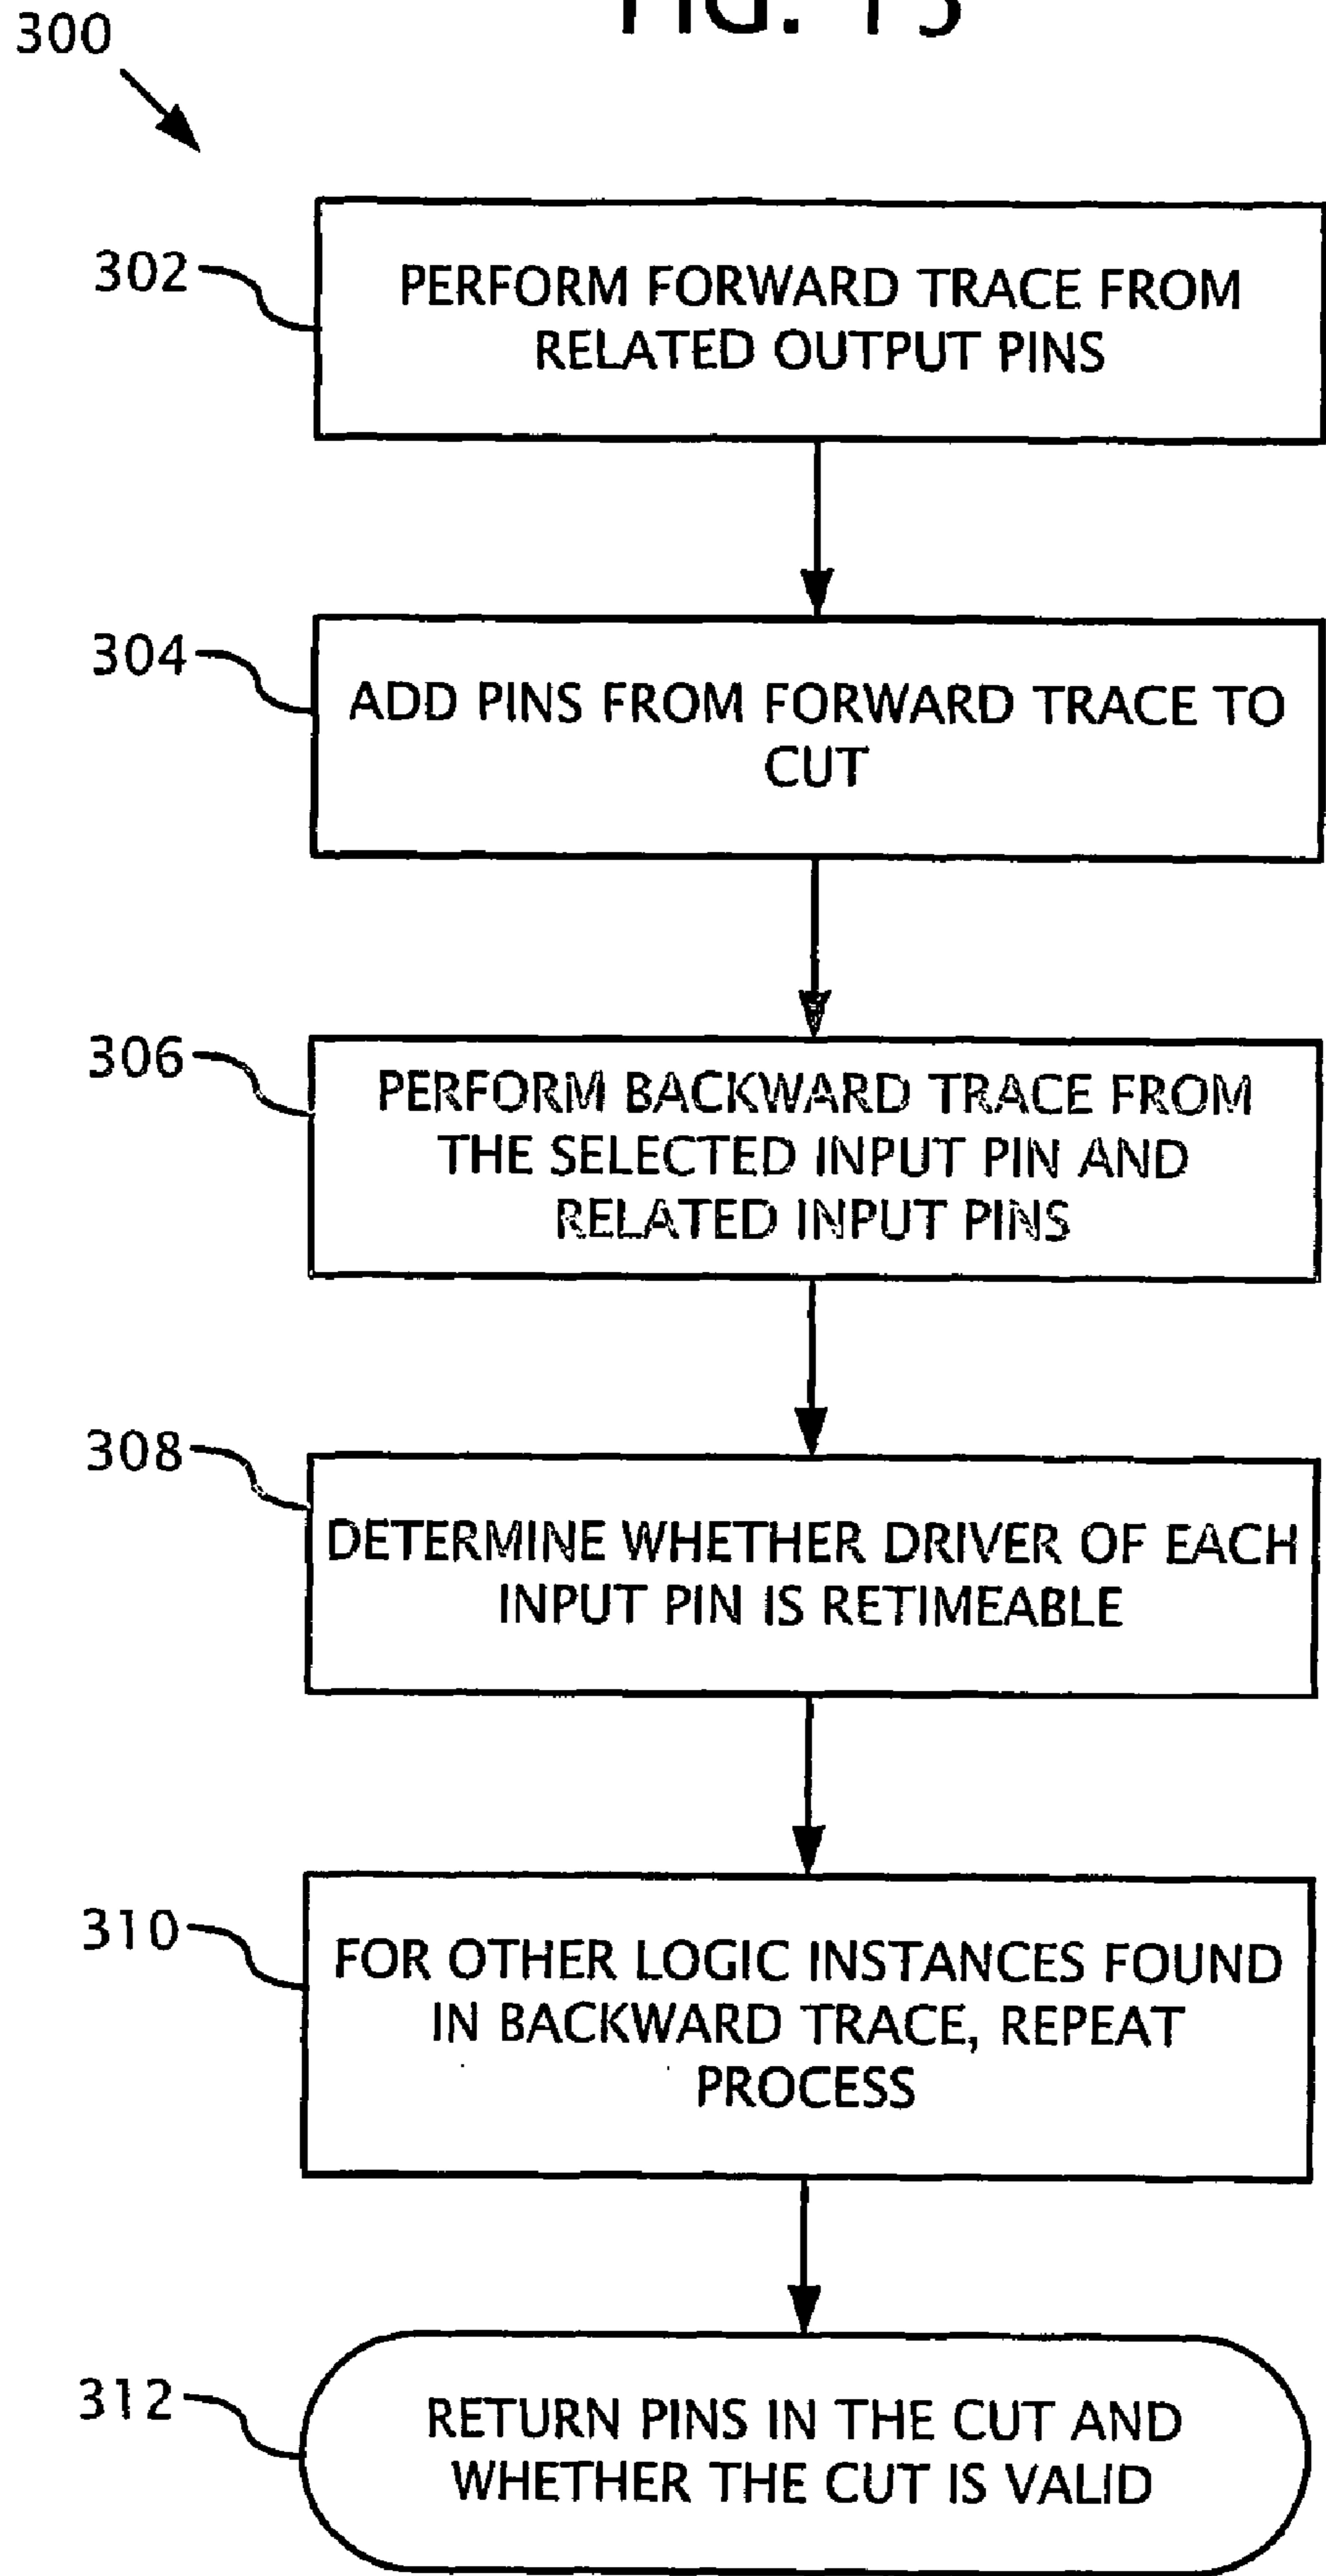 FIG. 15
300
302
PERFORM FORWARD TRACE FROM
RELATED OUTPUT PINS
304
ADD PINS FROM FORWARD TRACE TO
CUT
306
PERFORM BACKWARD TRACE FROM
THE SELECTED INPUT PIN AND
RELATED INPUT PINS
308
DETERMINE WHETHER DRIVER OF EACH
INPUT PIN IS RETIMEABLE
310
FOR OTHER LOGIC INSTANCES FOUND
IN BACKWARD TRACE, REPEAT
PROCESS
312
RETURN PINS IN THE CUT AND
WHETHER THE CUT IS VALID